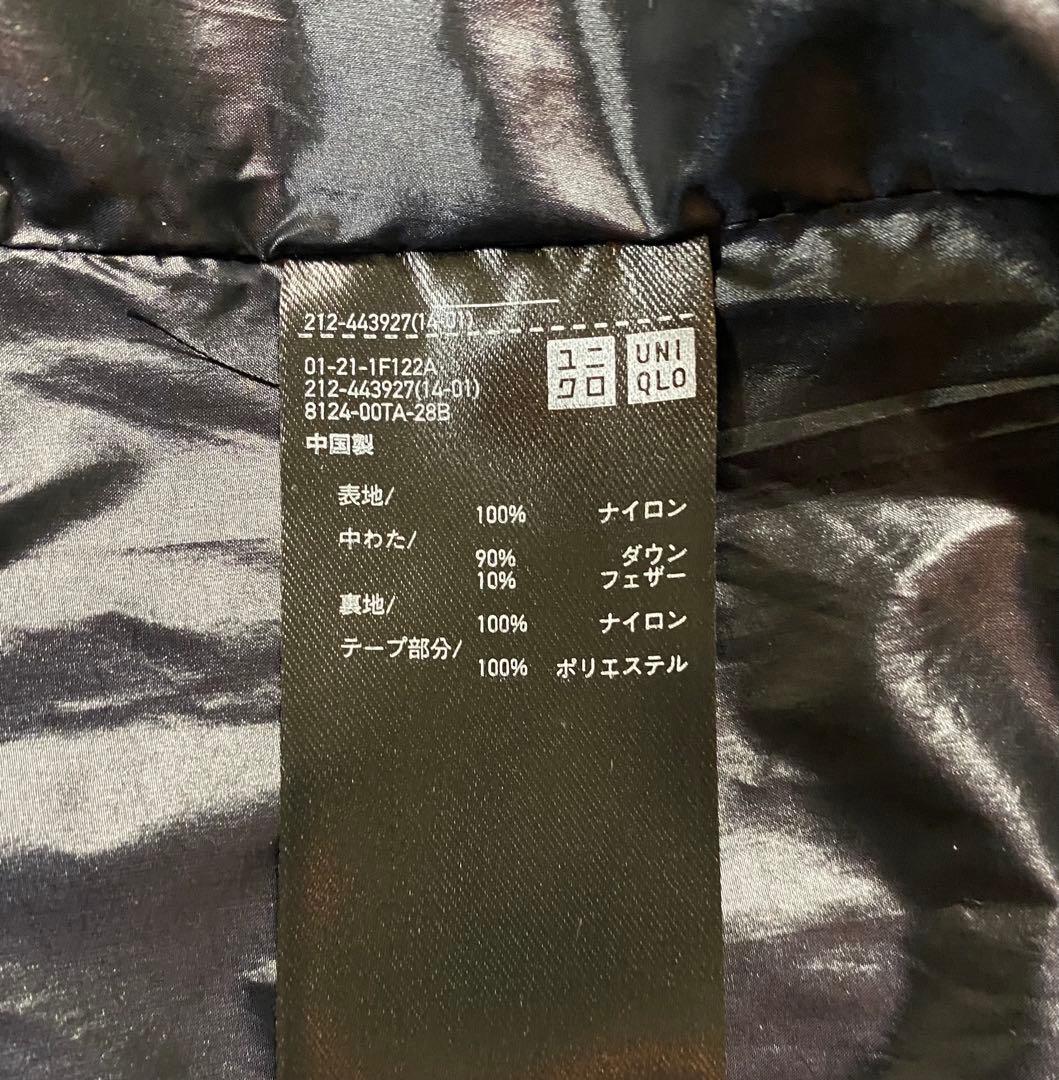 212-443927(14-01)
ユニ
クロ
UNI
QLO
01-21-1F122A
212-443927(14-01)
8124-00TA-28B
中国製
表地/
100% ナイロン
中わた/
90% ダウン
10% フェザー
裏地/
100% ナイロン
テープ部分/
100% ポリエステル